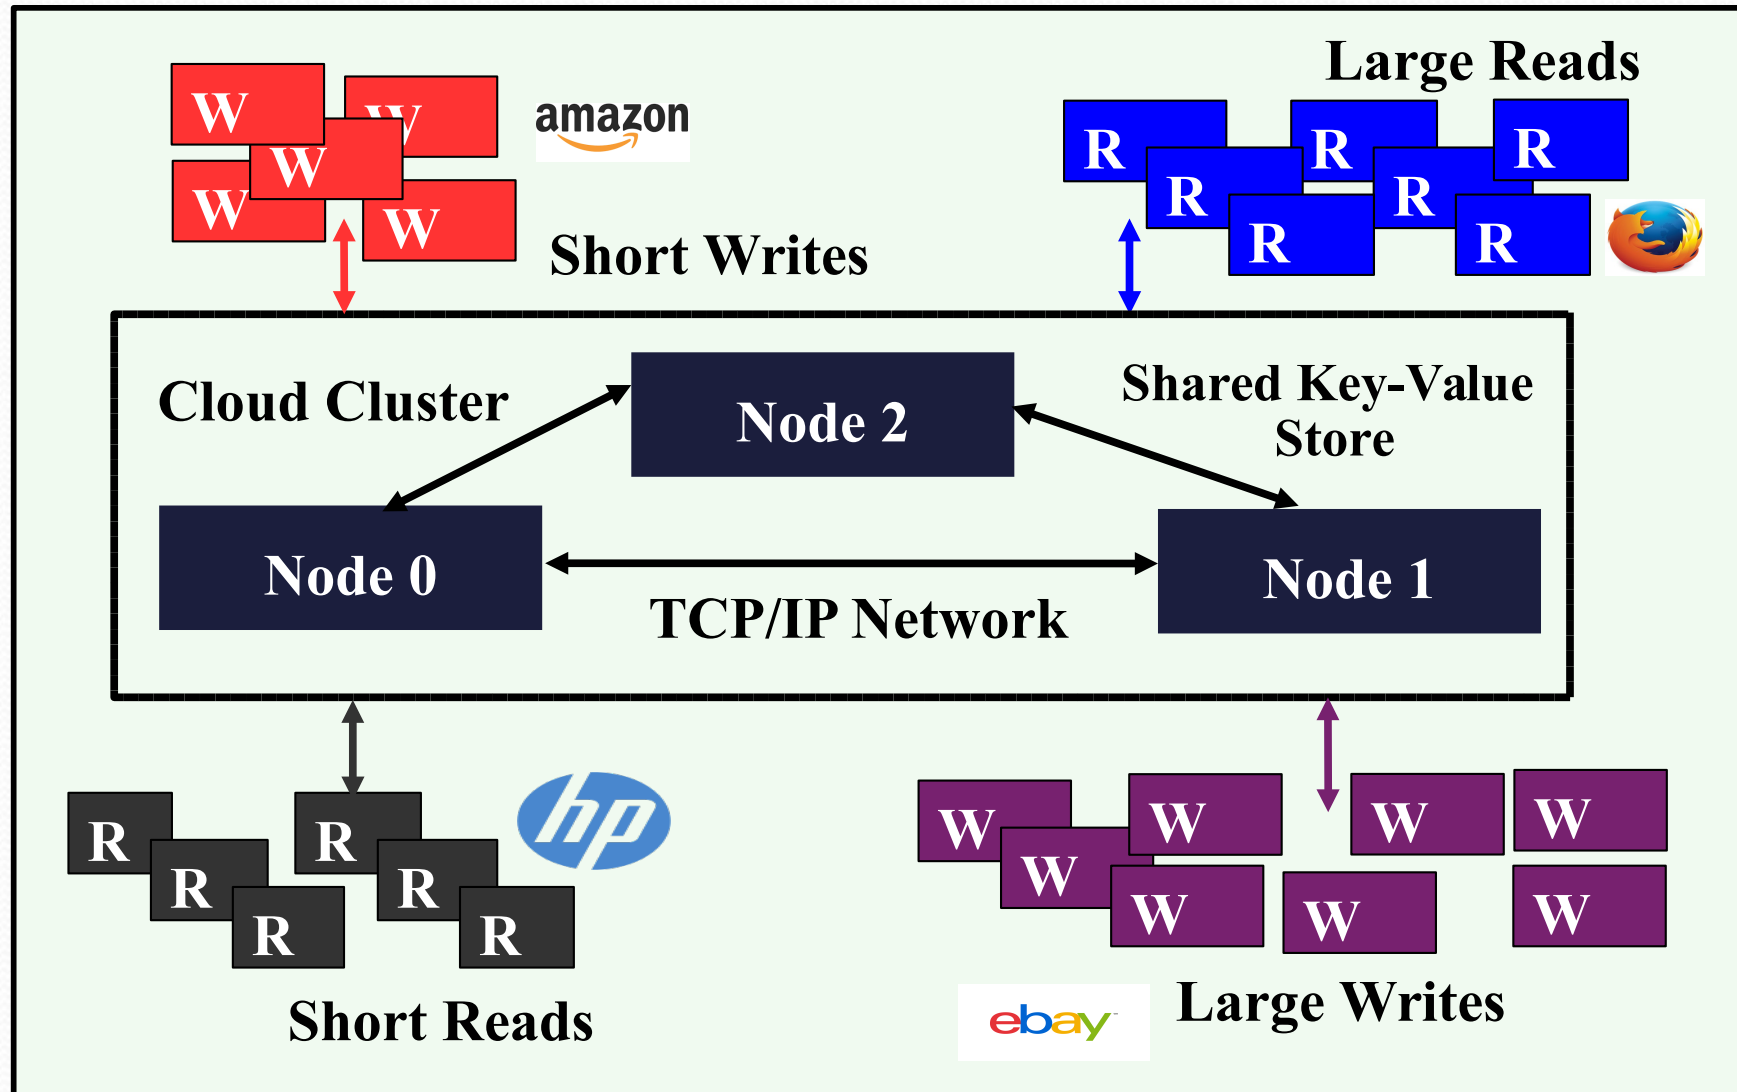 W
W
W
W
W
amazon
Short Writes
Large Reads
R
R
R
R
R
R
R
Cloud Cluster
Node 2
Shared Key-Value
Store
Node 0
Node 1
TCP/IP Network
R
R
R
R
R
R
hp
Short Reads
W
W
W
W
W
W
W
W
ebay
Large Writes